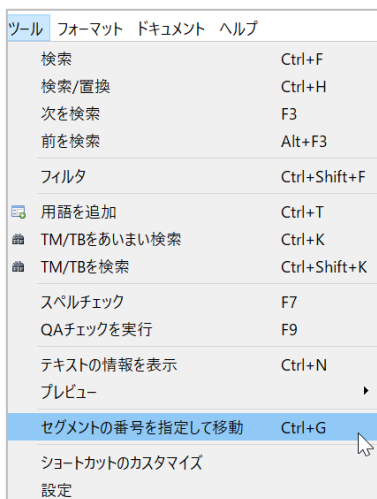 ツール フォーマット ドキュメント ヘルプ
検索 Ctrl+F
検索/置換 Ctrl+H
次を検索 F3
前を検索 Alt+F3
フィルタ Ctrl+Shift+F
用語を追加 Ctrl+T
TM/TBをあいまい検索 Ctrl+K
TM/TBを検索 Ctrl+Shift+K
スペルチェック F7
QAチェックを実行 F9
テキストの情報を表示 Ctrl+N
プレビュー
セグメントの番号を指定して移動 Ctrl+G
ショートカットのカスタマイズ
設定